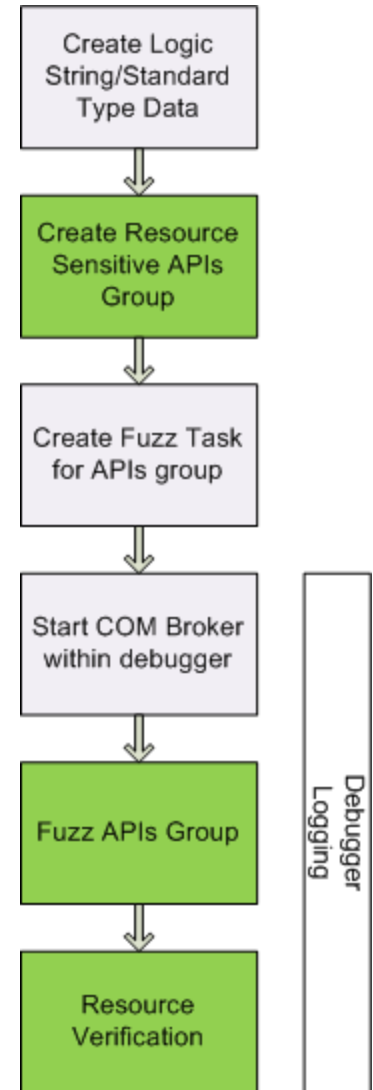 Create Logic
String/Standard
Type Data
Create Resource
Sensitive APIs
Group
Create Fuzz Task
for APIs group
Start COM Broker
within debugger
Fuzz APIs Group
Resource
Verification
Debugger
Logging